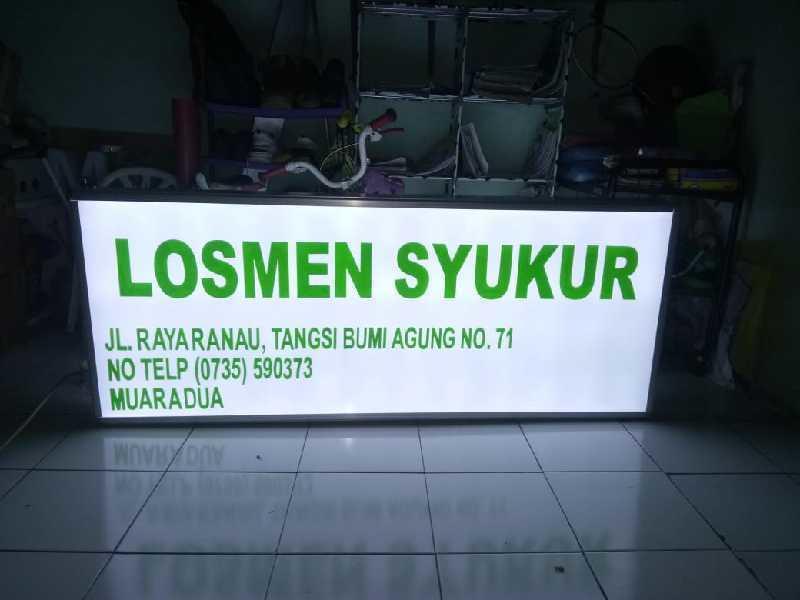 LOSMEN SYUKUR
JL. RAYA RANAU, TANGSI BUMI AGUNG NO. 71
NO TELP (0735) 590373
MUARADUA